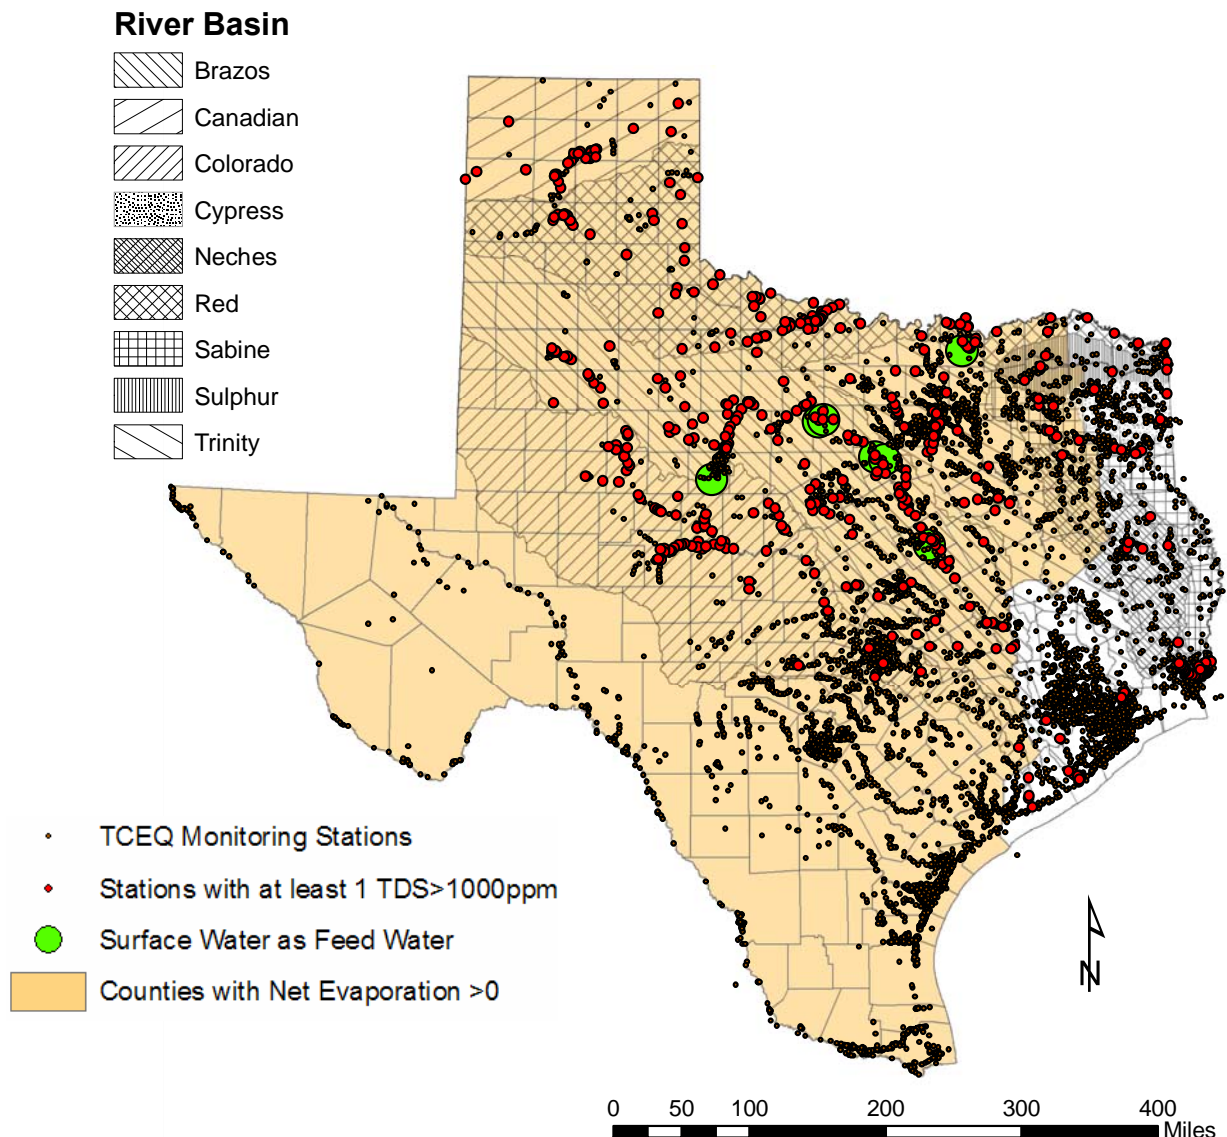 River Basin
Brazos
Canadian
Colorado
Cypress
Neches
Red
Sabine
Sulphur
Trinity
TCEQ Monitoring Stations
Stations with at least 1 TDS>1000ppm
Surface Water as Feed Water
Counties with Net Evaporation >0
N
0 50 100 200 300 400
Miles